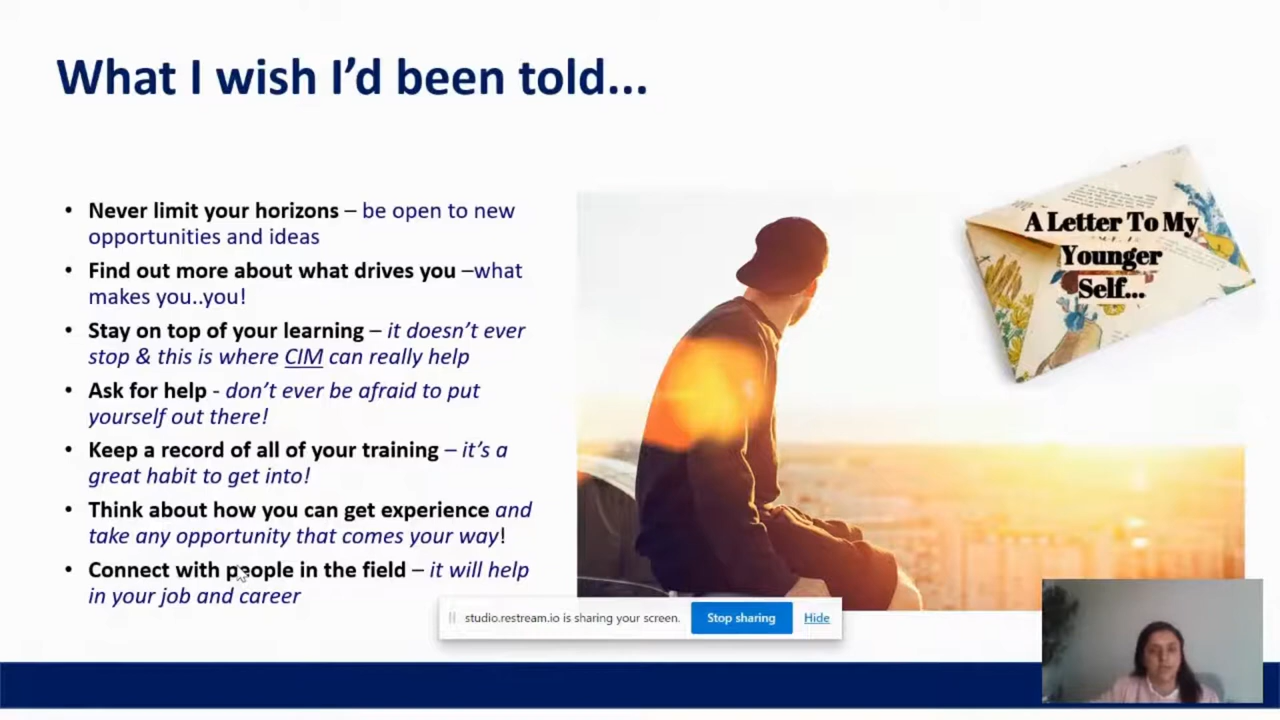 What I wish I'd been told...
• Never limit your horizons – be open to new
opportunities and ideas
• Find out more about what drives you –what
makes you..you!
• Stay on top of your learning – it doesn't ever
stop & this is where CIM can really help
• Ask for help - don't ever be afraid to put
yourself out there!
• Keep a record of all of your training – it's a
great habit to get into!
• Think about how you can get experience and
take any opportunity that comes your way!
• Connect with people in the field – it will help
in your job and career
A Letter To My
Younger
Self...
studio.restream.io is sharing your screen.
Stop sharing
Hide